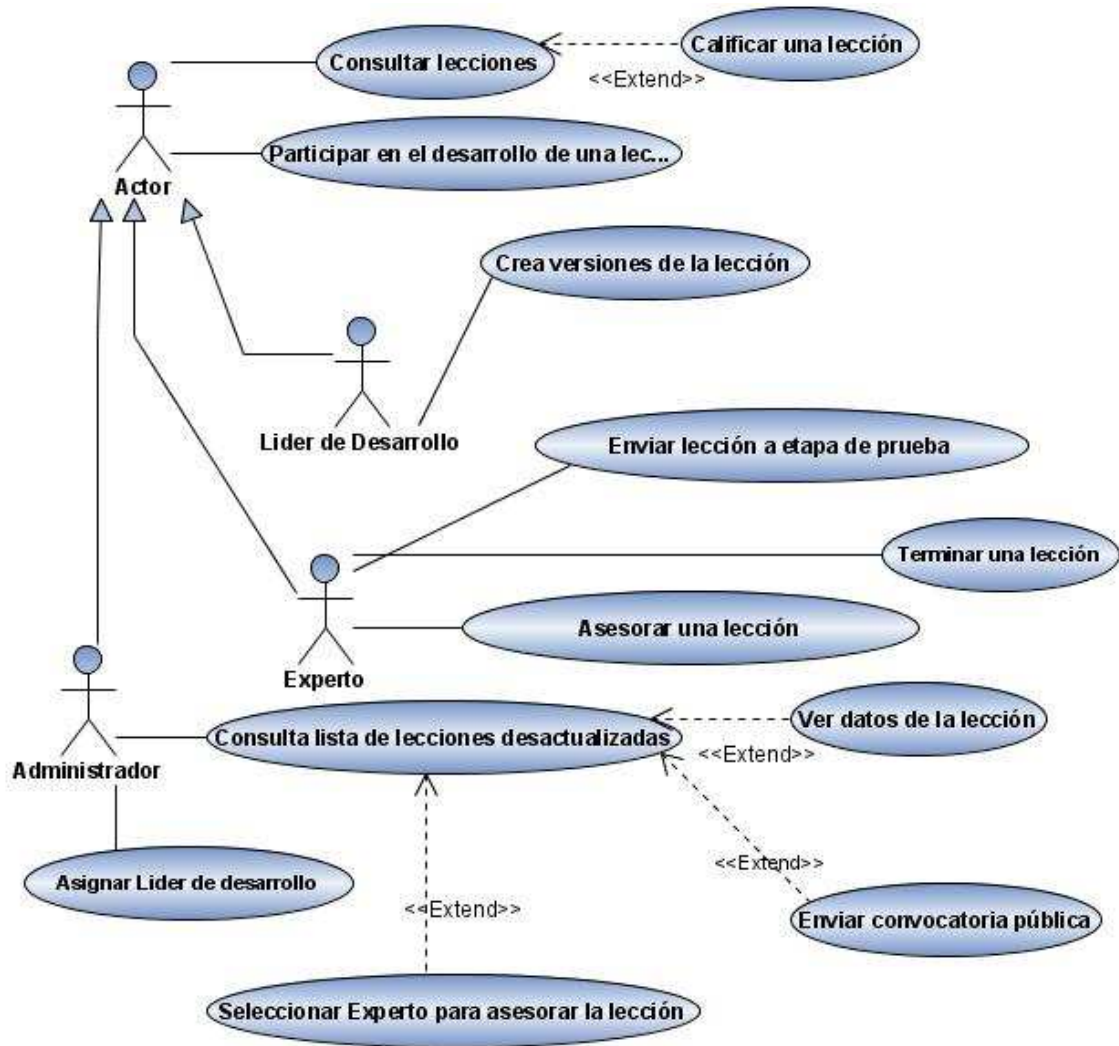 Calificar una lección
Consultar lecciones
<<Extend>>
Participar en el desarrollo de una lec...
Actor
Crea versiones de la lección
Lider de Desarrollo
Enviar lección a etapa de prueba
Terminar una lección
Asesorar una lección
Experto
Ver datos de la lección
Consulta lista de lecciones desactualizadas
<<Extend>>
Administrador
<<Extend>>
Asignar Lider de desarrollo
<<Extend>>
Enviar convocatoria pública
Seleccionar Experto para asesorar la lección